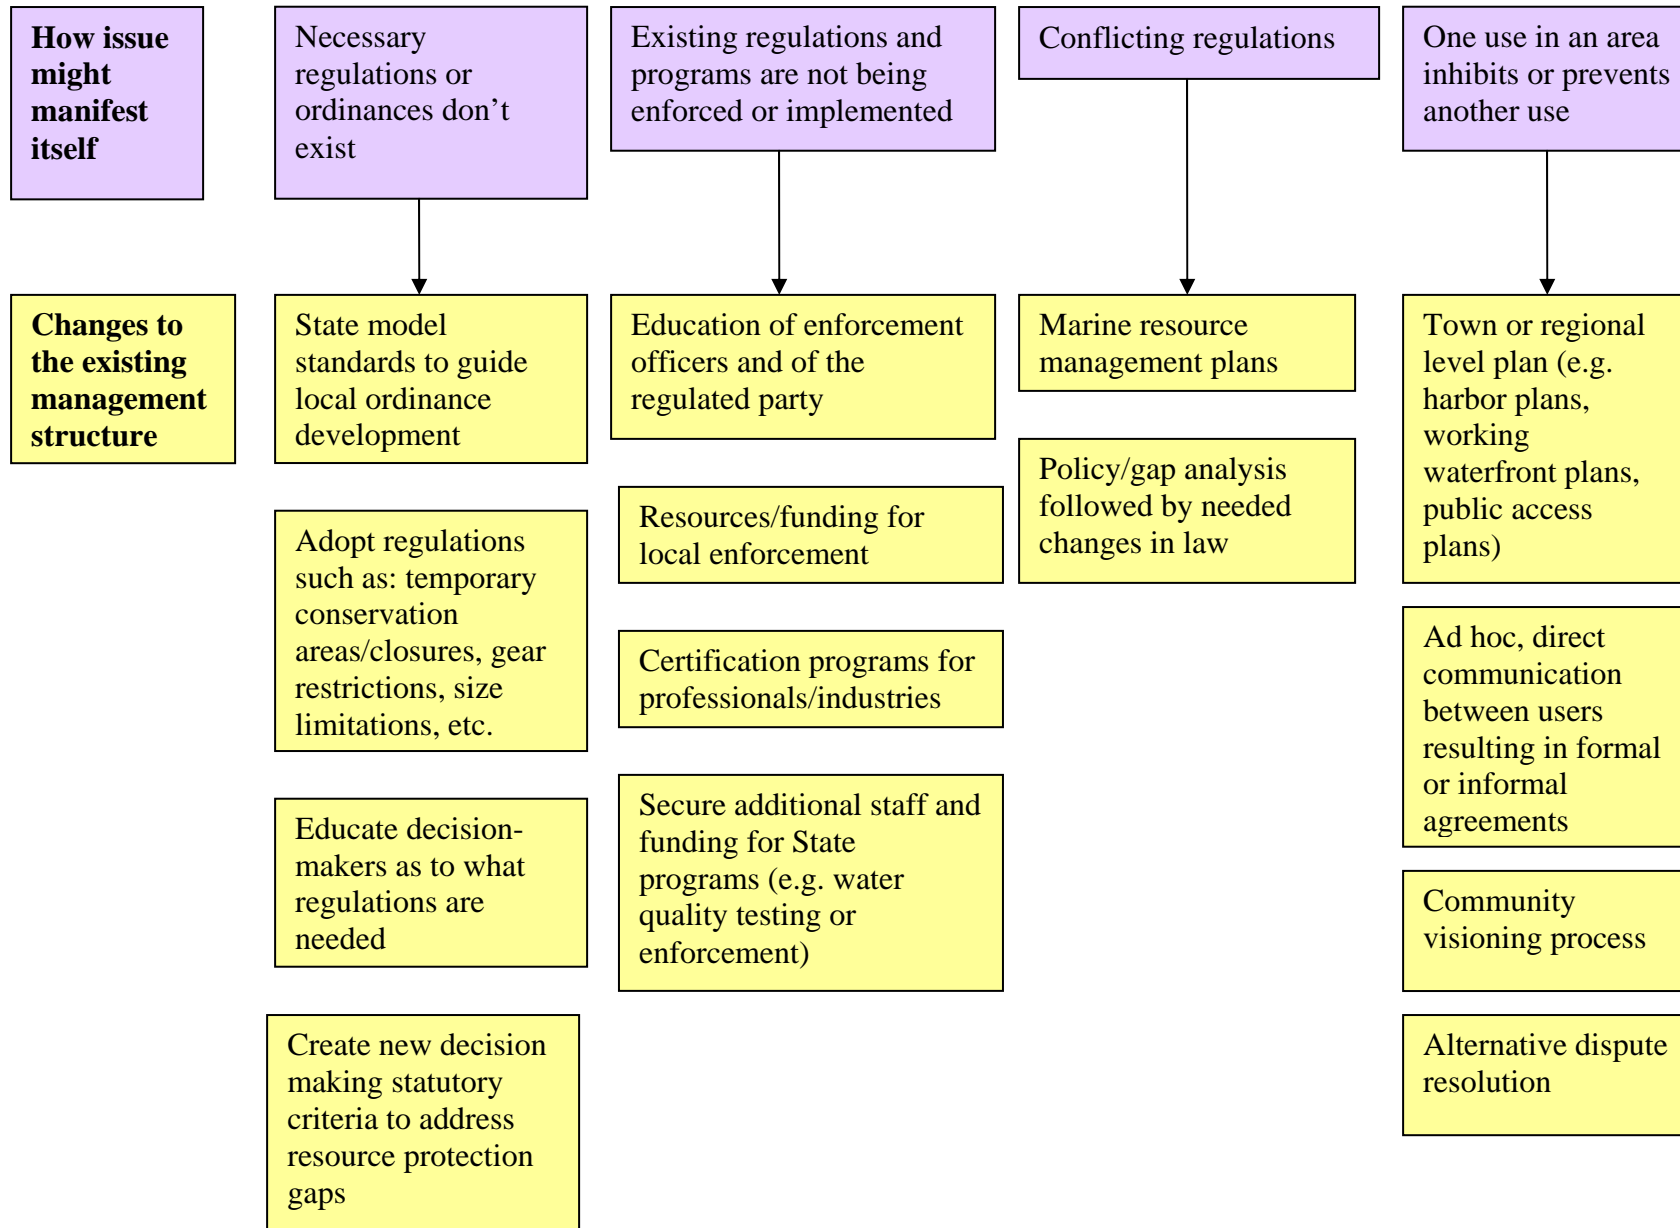 How issue
might
manifest
itself
Necessary
regulations or
ordinances don’t
exist
Existing regulations and
programs are not being
enforced or implemented
Conflicting regulations
One use in an area
inhibits or prevents
another use
Changes to
the existing
management
structure
State model
standards to guide
local ordinance
development
Adopt regulations
such as: temporary
conservation
areas/closures, gear
restrictions, size
limitations, etc.
Educate decision-
makers as to what
regulations are
needed
Create new decision
making statutory
criteria to address
resource protection
gaps
Education of enforcement
officers and of the
regulated party
Resources/funding for
local enforcement
Certification programs for
professionals/industries
Secure additional staff and
funding for State
programs (e.g. water
quality testing or
enforcement)
Marine resource
management plans
Policy/gap analysis
followed by needed
changes in law
Town or regional
level plan (e.g.
harbor plans,
working
waterfront plans,
public access
plans)
Ad hoc, direct
communication
between users
resulting in formal
or informal
agreements
Community
visioning process
Alternative dispute
resolution